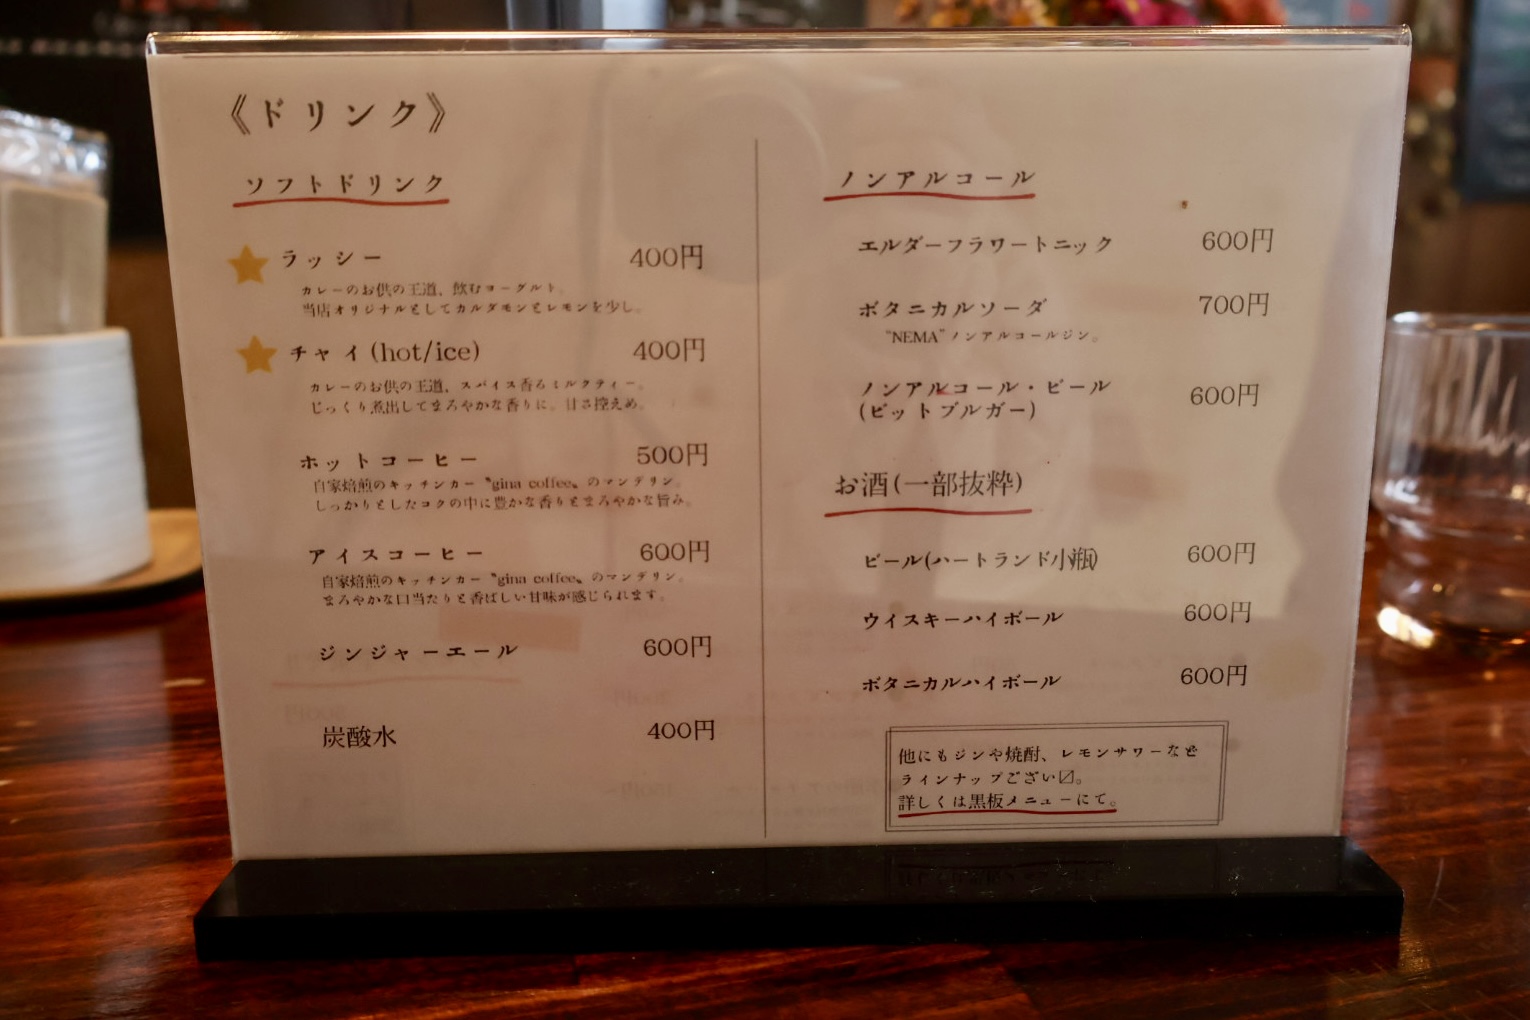 《ドリンク》
ソフトドリンク
ラッシー 400円
カレーのお供の王道、飲むヨーグルト。
当店オリジナルとしてカルダモンとレモンを少し。
チャイ(hot/ice) 400円
カレーのお供の王道、スパイス香るミルクティー。
じっくり煮出してまろやかな香りに。甘さ控えめ。
ホットコーヒー 500円
自家焙煎のキッチンカー〝gina coffee〟のマンデリン。
しっかりとしたコクの中に豊かな香りとまろやかな旨み。
アイスコーヒー 600円
自家焙煎のキッチンカー〝gina coffee〟のマンデリン。
まろやかな口当たりと香ばしい甘味が感じられます。
ジンジャーエール 600円
炭酸水 400円
ノンアルコール
エルダーフラワートニック 600円
ボタニカルソーダ 700円
"NEMA"ノンアルコールジン。
ノンアルコール・ビール
(ビットブルガー) 600円
お酒(一部抜粋)
ビール(ハートランド小瓶) 600円
ウイスキーハイボール 600円
ボタニカルハイボール 600円
他にもジンや焼酎、レモンサワーなど
ラインナップござい〼。
詳しくは黒板メニューにて。